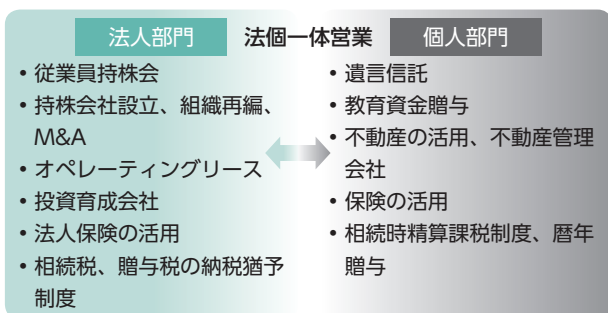 法人部門 法個一体営業 個人部門
• 従業員持株会
• 持株会社設立、組織再編、
M&A
• オペレーティングリース
• 投資育成会社
• 法人保険の活用
• 相続税、贈与税の納税猶予
制度
• 遺言信託
• 教育資金贈与
• 不動産の活用、不動産管理
会社
• 保険の活用
• 相続時精算課税制度、暦年
贈与